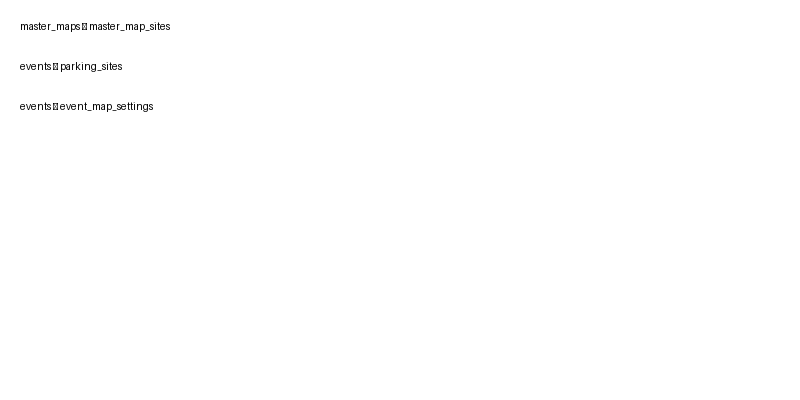 master_maps▯master_map_sites
events▯parking_sites
events▯event_map_settings